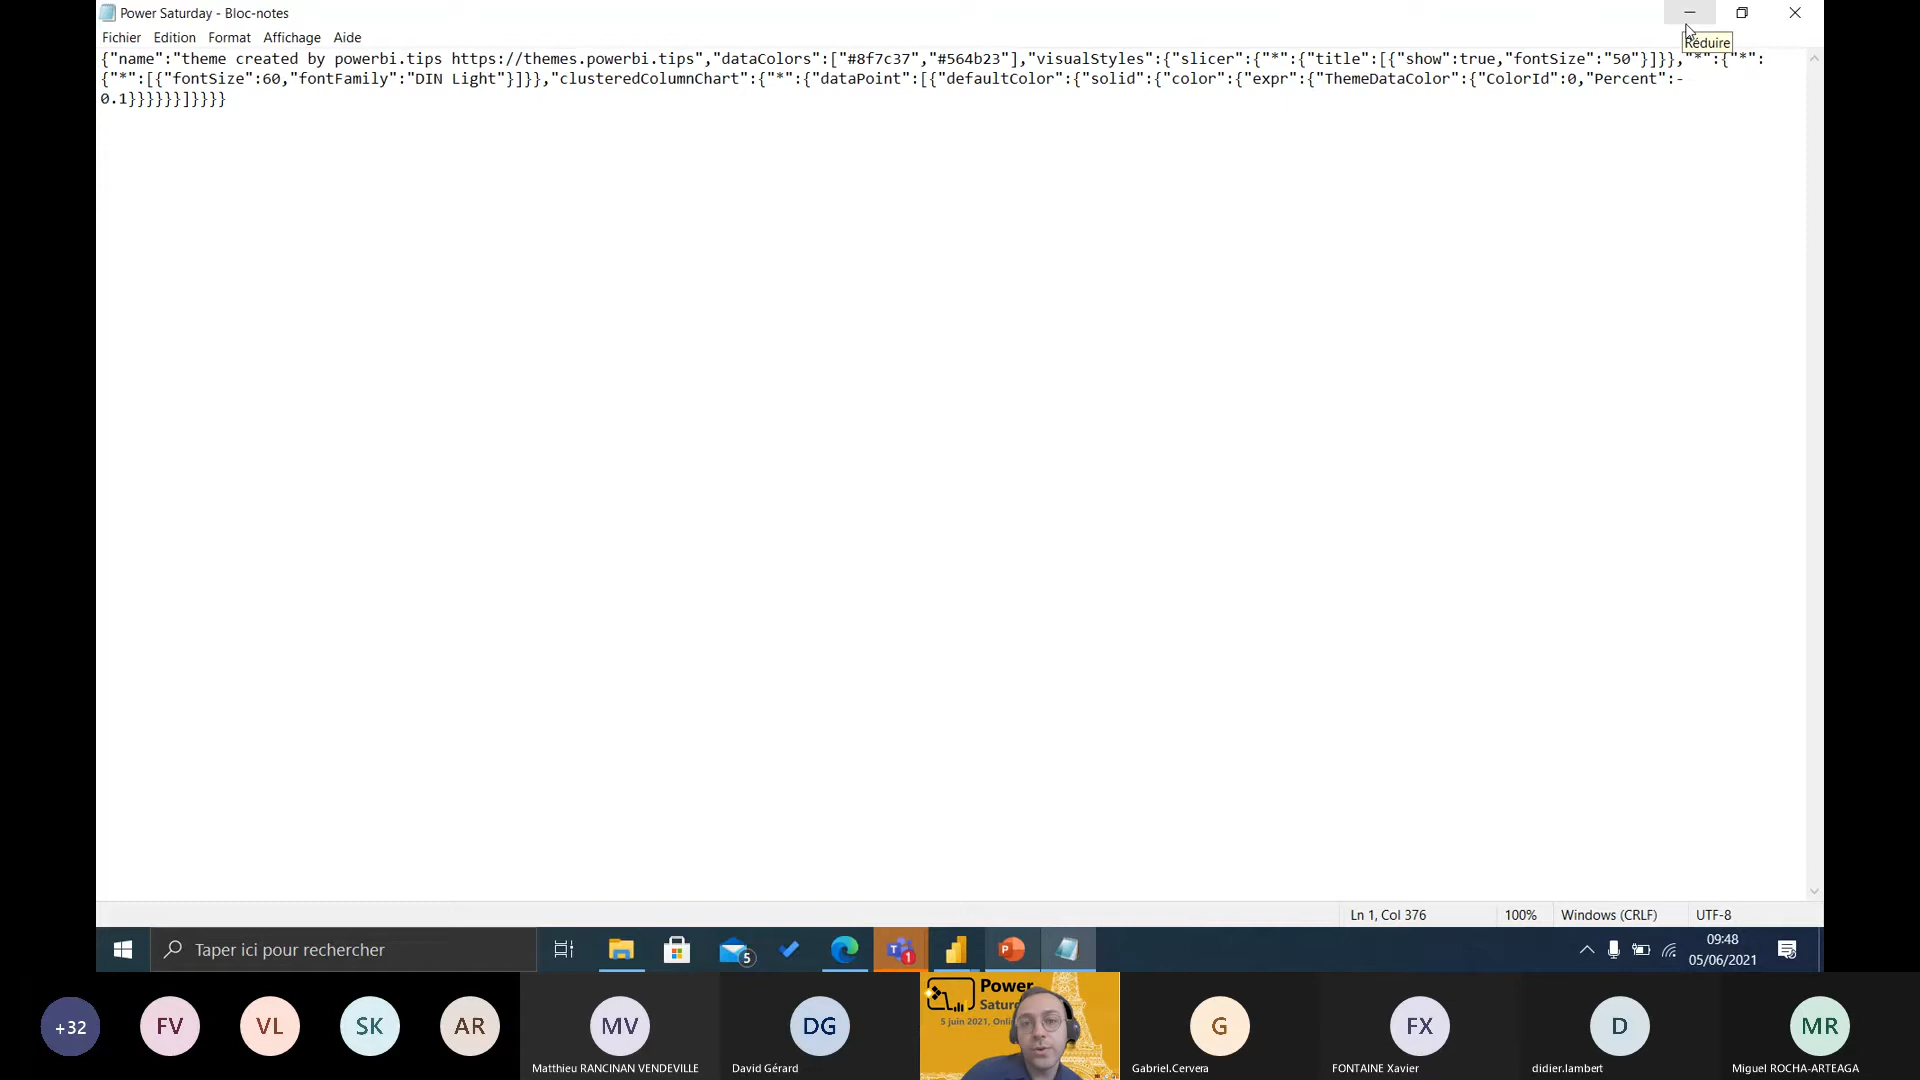 Power Saturday - Bloc-notes
Fichier Edition Format Affichage Aide
Réduire
{"name":"theme created by powerbi.tips https://themes.powerbi.tips","dataColors":["#8f7c37","#564b23"],"visualStyles":{"slicer":{"*":{"title":[{"show":true,"fontSize":"50"}]}},"*":{"*":
{"*":[{"fontSize":60,"fontFamily":"DIN Light"}]}},"clusteredColumnChart":{"*":{"dataPoint":[{"defaultColor":{"solid":{"color":{"expr":{"ThemeDataColor":{"ColorId":0,"Percent":-
0.1}}}}}}]}}}}
Ln 1, Col 376 100% Windows (CRLF) UTF-8
Taper ici pour rechercher
5
1
09:48
05/06/2021
Power
Satur
5 juin 2021, Onli
+32 FV VL SK AR MV DG G FX D MR
Matthieu RANCINAN VENDEVILLE David Gérard Gabriel.Cervera FONTAINE Xavier didier.lambert Miguel ROCHA-ARTEAGA